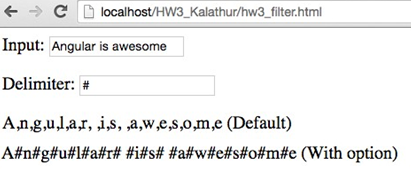 localhost/HW3_Kalathur/hw3_filter.html
Input: Angular is awesome
Delimiter: #
A,n,g,u,l,a,r, ,i,s, ,a,w,e,s,o,m,e (Default)
A#n#g#u#l#a#r# #i#s# #a#w#e#s#o#m#e (With option)